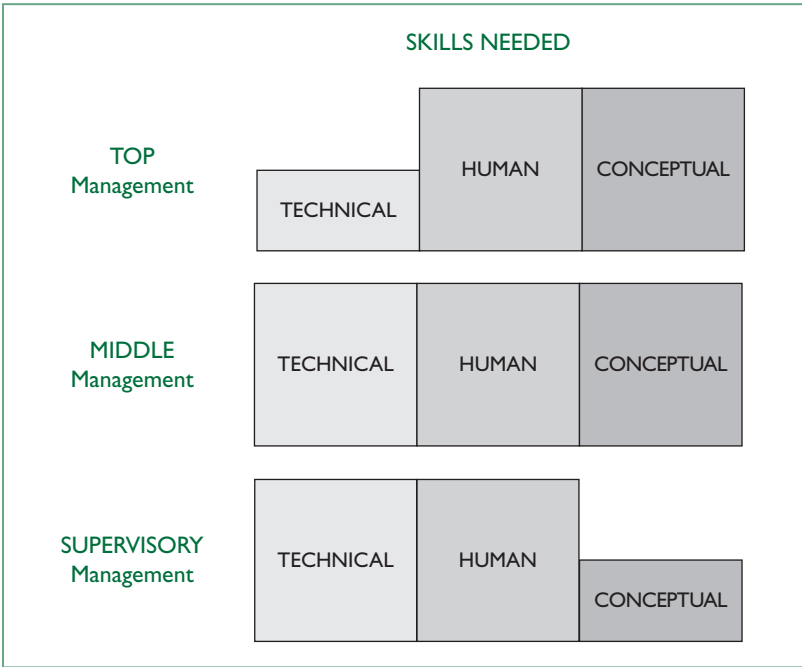 SKILLS NEEDED
TOP
Management
TECHNICAL
HUMAN
CONCEPTUAL
MIDDLE
Management
TECHNICAL
HUMAN
CONCEPTUAL
SUPERVISORY
Management
TECHNICAL
HUMAN
CONCEPTUAL